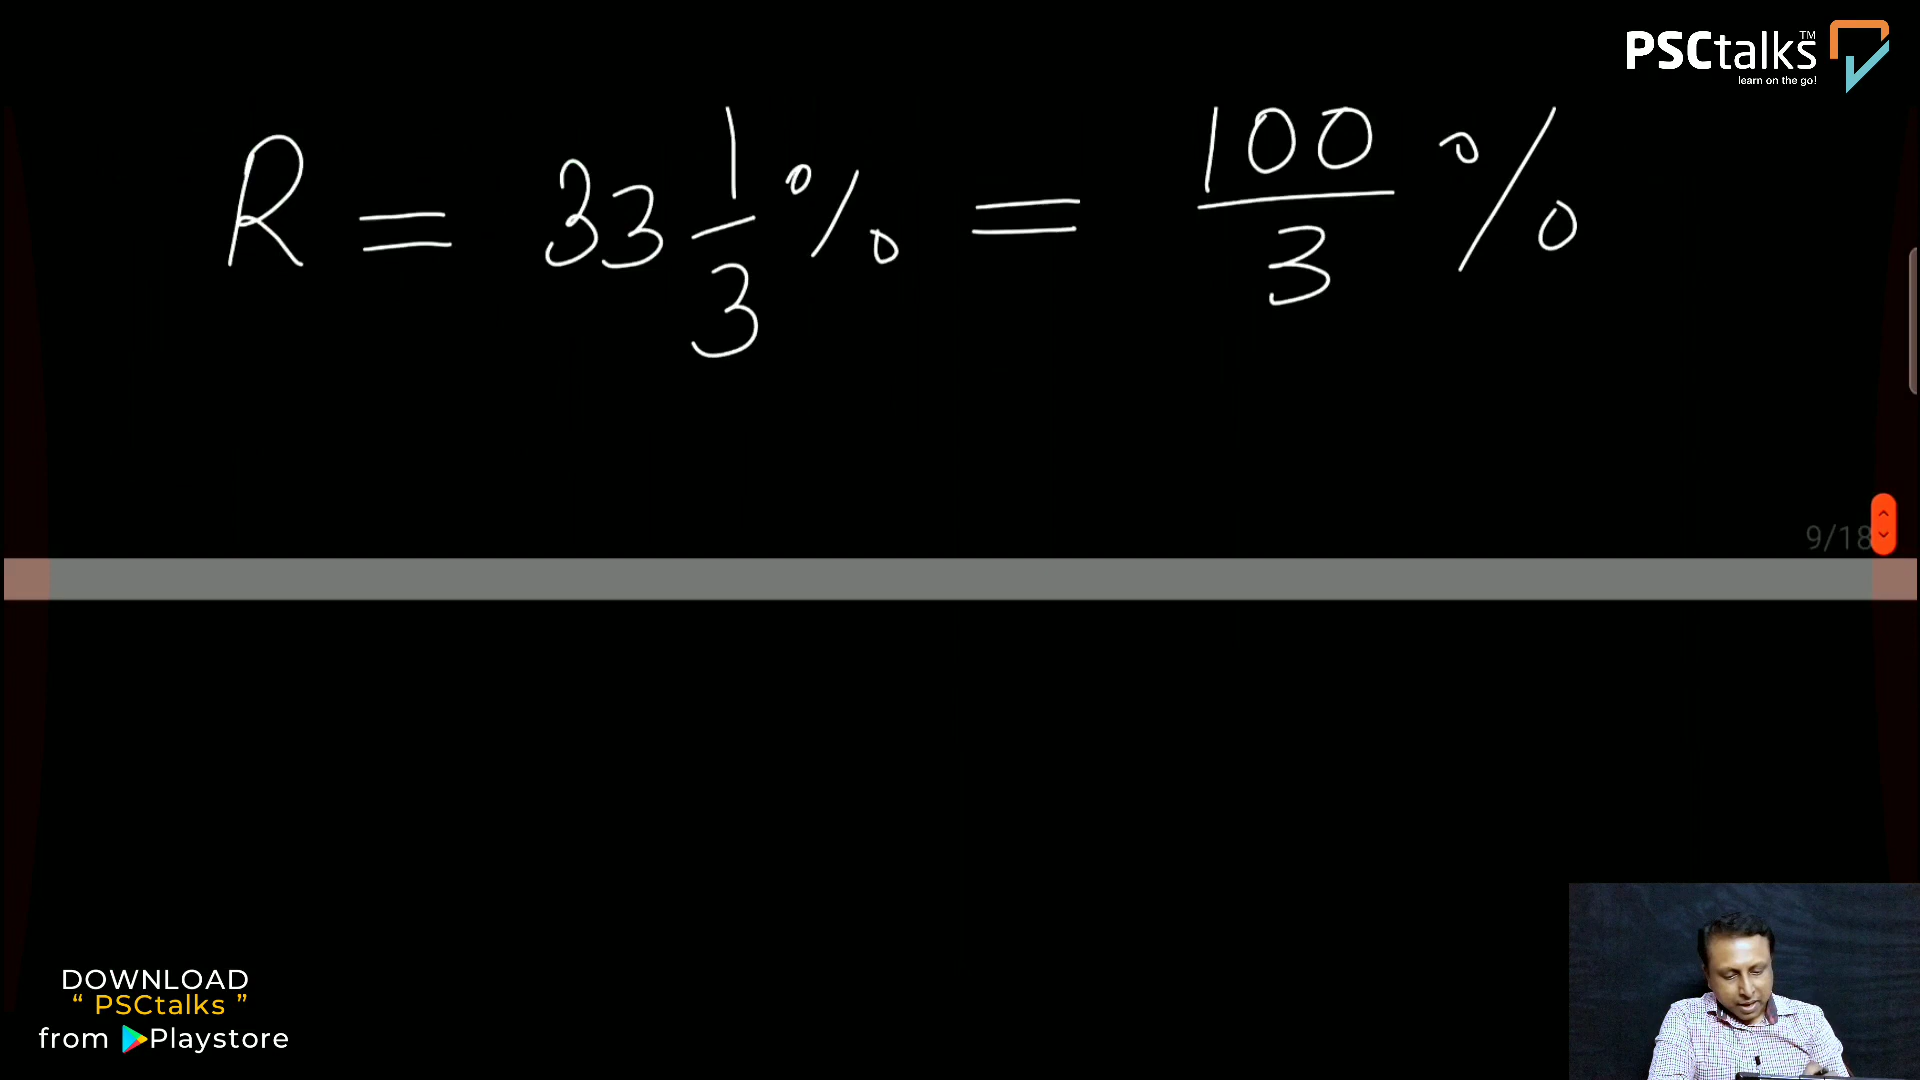 PSCtalks™
learn on the go!
R = 33 1/3 % = 100/3 %
9/18
DOWNLOAD
“ PSCtalks ”
from Playstore